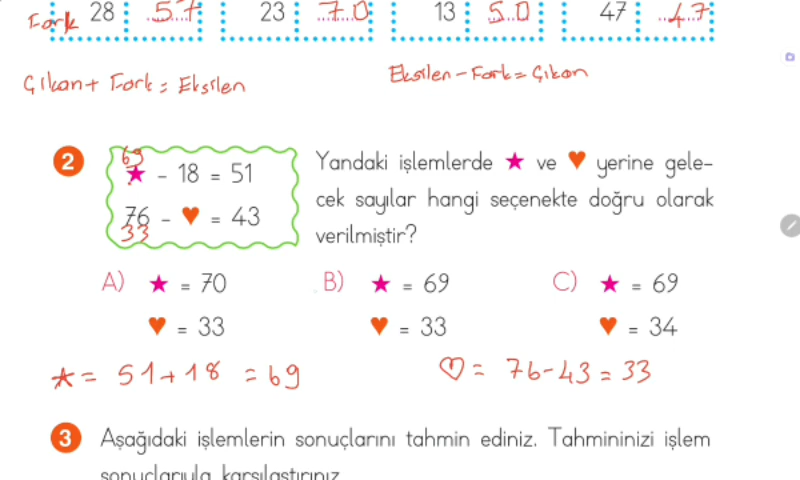 Fark 28 57 23 70 13 50 47 47
Çıkan + Fark = Eksilen
Eksilen - Fark = Çıkan
2
69
★ - 18 = 51
76 - ♥ = 43
33
Yandaki işlemlerde ★ ve ♥ yerine gele-
cek sayılar hangi seçenekte doğru olarak
verilmiştir?
A) ★ = 70
♥ = 33
B) ★ = 69
♥ = 33
C) ★ = 69
♥ = 34
★ = 51 + 18 = 69
♡ = 76 - 43 = 33
3 Aşağıdaki işlemlerin sonuçlarını tahmin ediniz. Tahmininizi işlem
sonuçlarıyla karşılaştırınız.